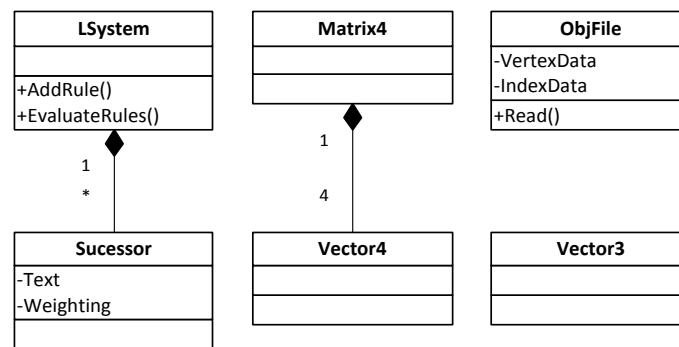 LSystem
+AddRule()
+EvaluateRules()
1
*
Sucessor
-Text
-Weighting
Matrix4
1
4
Vector4
ObjFile
-VertexData
-IndexData
+Read()
Vector3